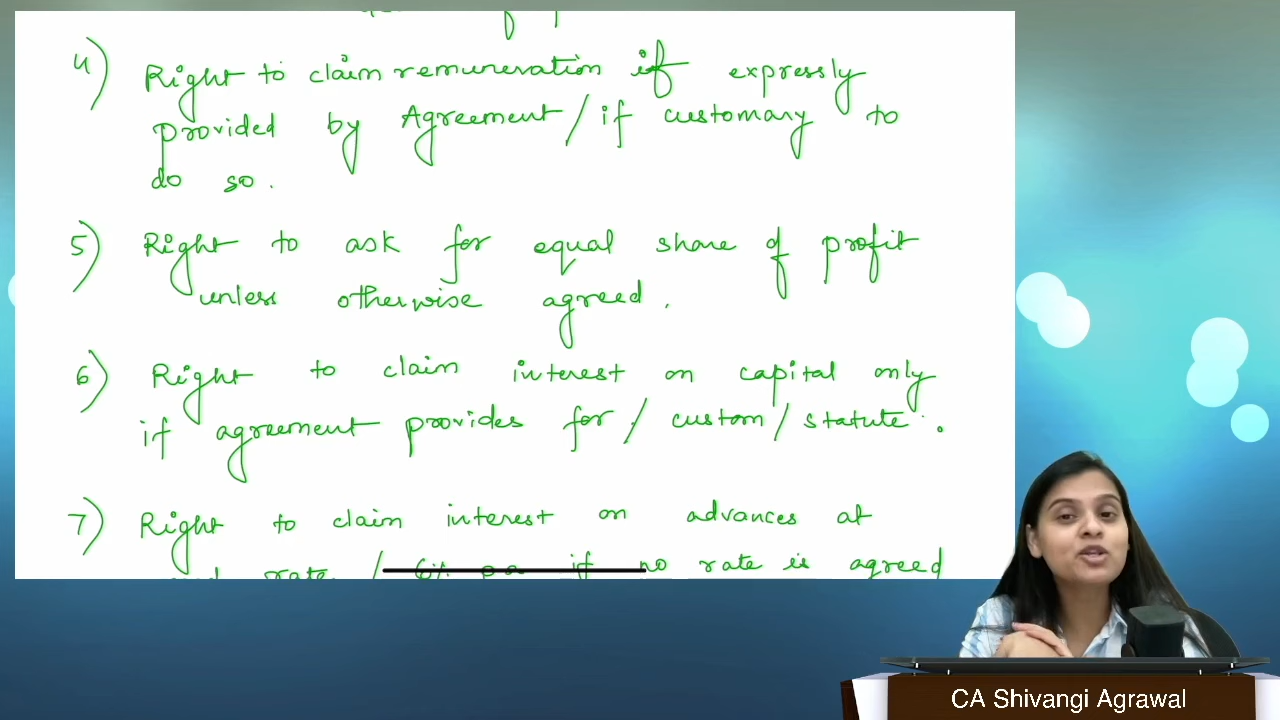 4) Right to claim remuneration if expressly
provided by Agreement / if customary to
do so.
5) Right to ask for equal share of profit
unless otherwise agreed.
6) Right to claim interest on capital only
if agreement provides for / custom / statute.
7) Right to claim interest on advances at
rate / 6% p.a if no rate is agreed
CA Shivangi Agrawal